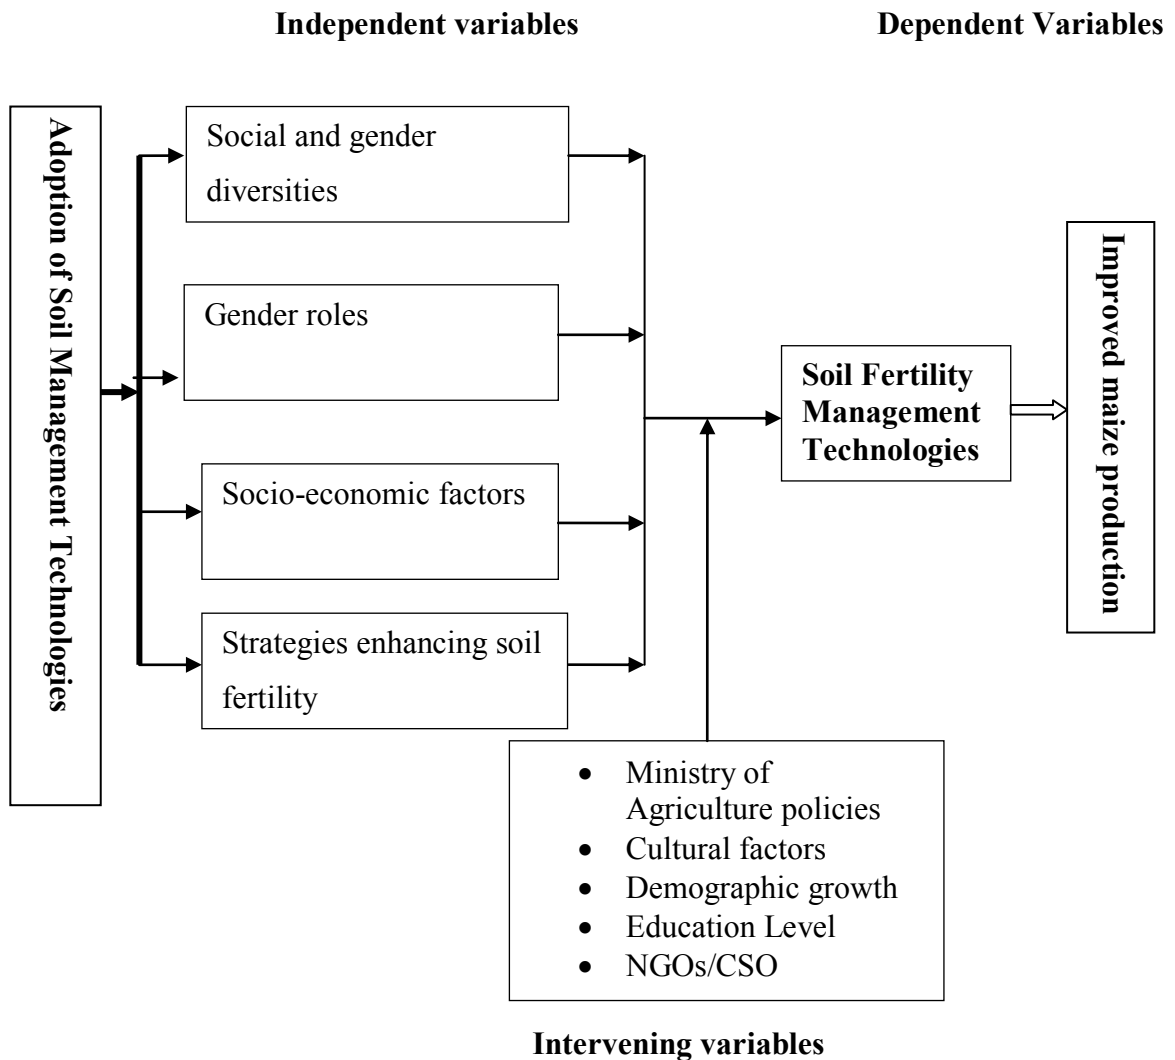 Independent variables
Dependent Variables
Adoption of Soil Management Technologies
Social and gender
diversities
Gender roles
Socio-economic factors
Strategies enhancing soil
fertility
Soil Fertility
Management
Technologies
Improved maize production
• Ministry of
Agriculture policies
• Cultural factors
• Demographic growth
• Education Level
• NGOs/CSO
Intervening variables